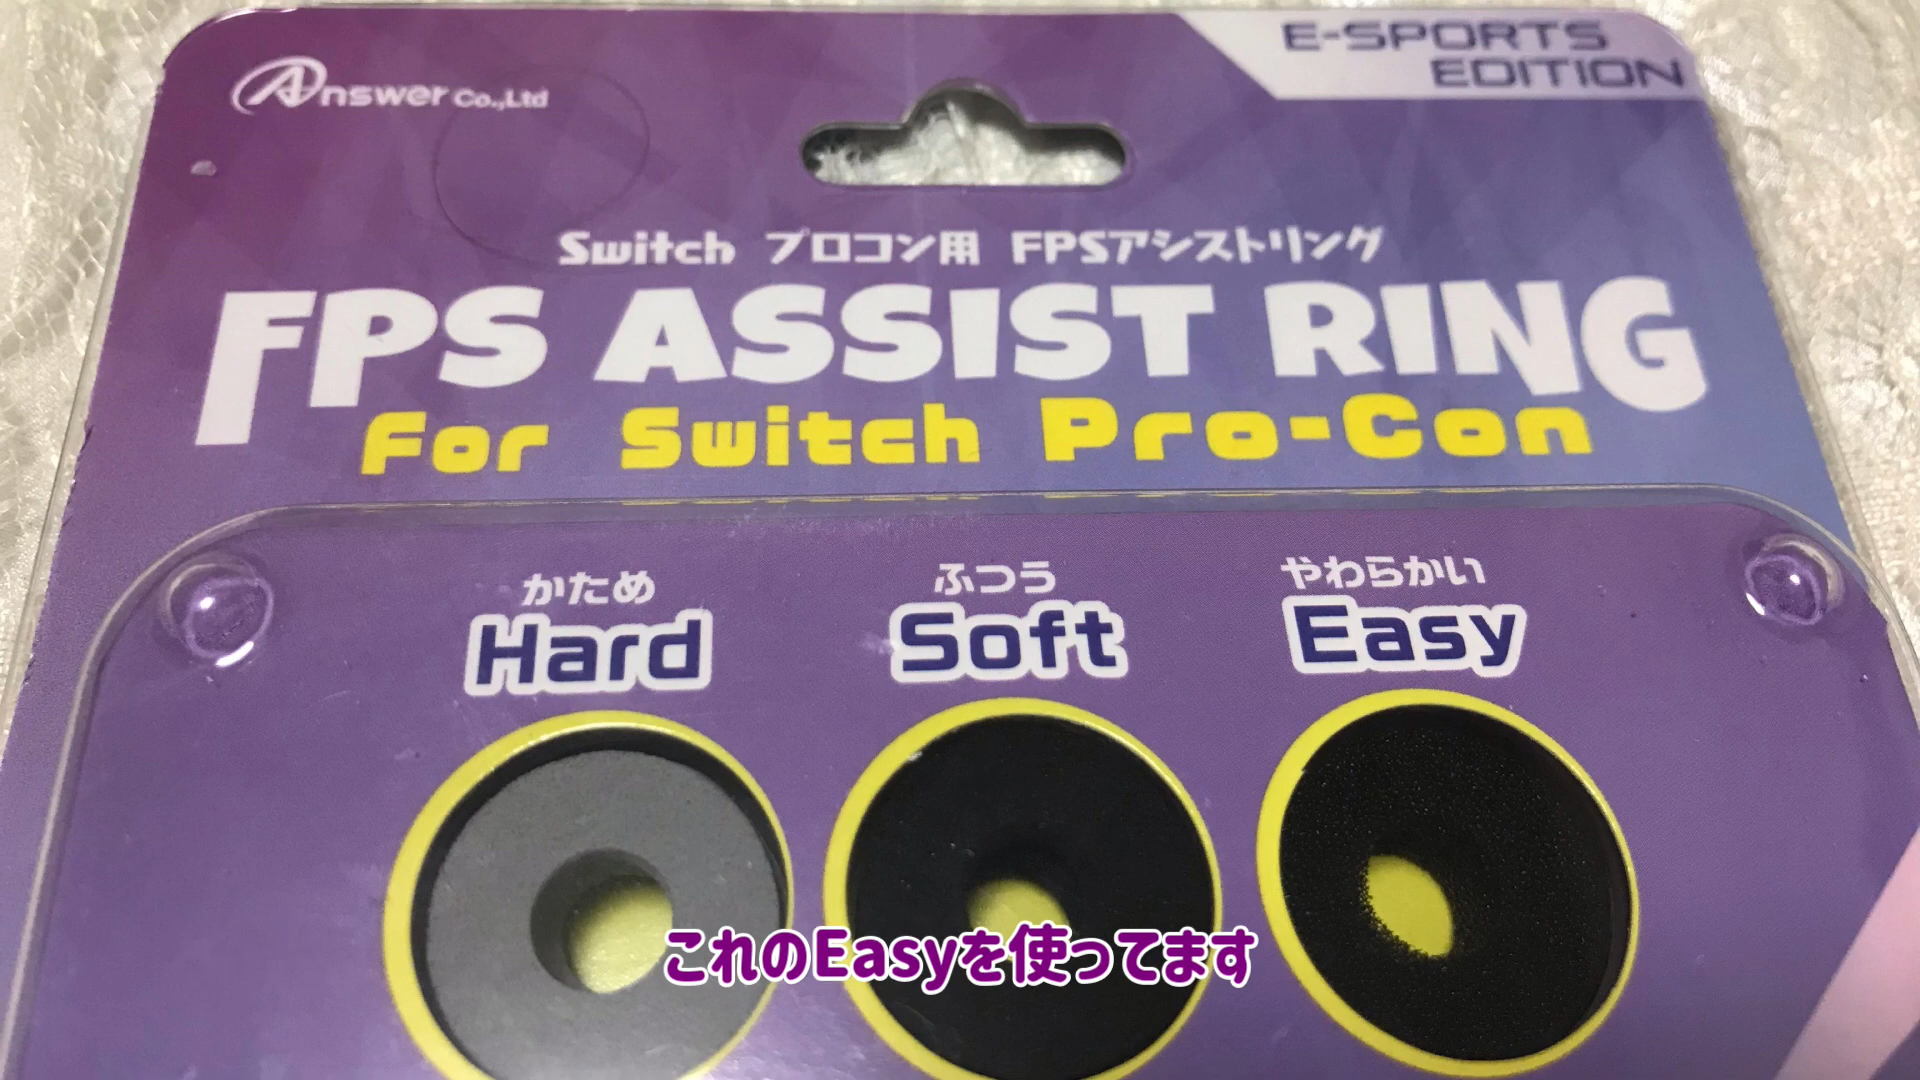 Answer Co.,Ltd
E-SPORTS
EDITION
Switch プロコン用 FPSアシストリング
FPS ASSIST RING
For Switch Pro-Con
かため
Hard
ふつう
Soft
やわらかい
Easy
これのEasyを使ってます